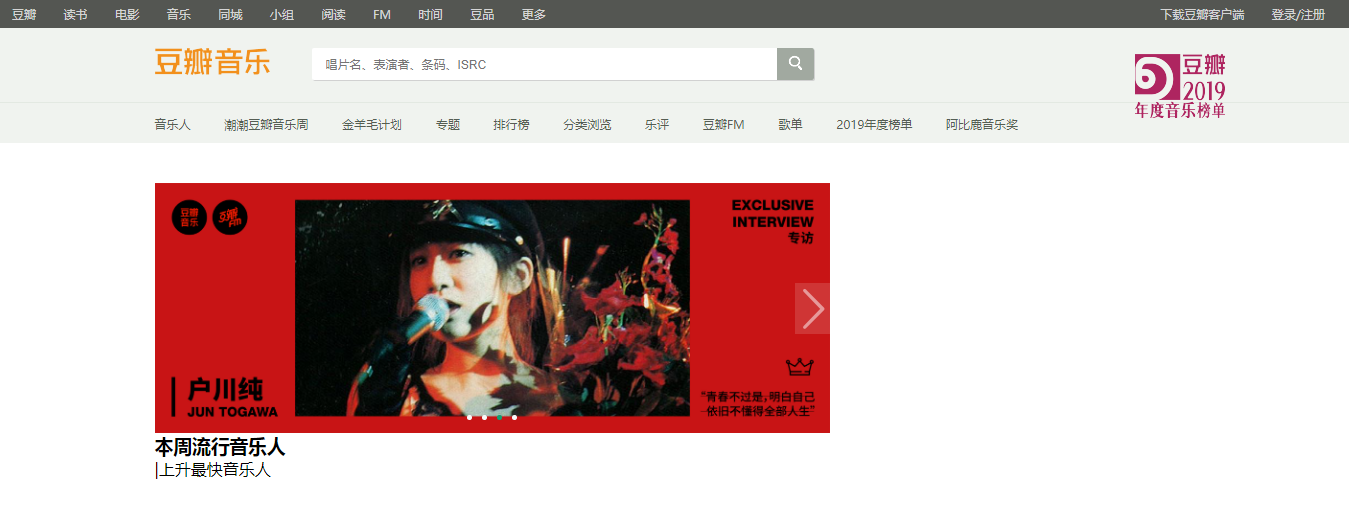 豆瓣 读书 电影 音乐 同城 小组 阅读 FM 时间 豆品 更多 下载豆瓣客户端 登录/注册
豆瓣音乐
唱片名、表演者、条码、ISRC
豆瓣
2019
年度音乐榜单
音乐人 潮潮豆瓣音乐周 金羊毛计划 专题 排行榜 分类浏览 乐评 豆瓣FM 歌单 2019年度榜单 阿比鹿音乐奖
豆瓣
音乐
豆瓣
FM
EXCLUSIVE
INTERVIEW
专访
户川纯
JUN TOGAWA
“青春不过是,明白自己
依旧不懂得全部人生”
本周流行音乐人
|上升最快音乐人